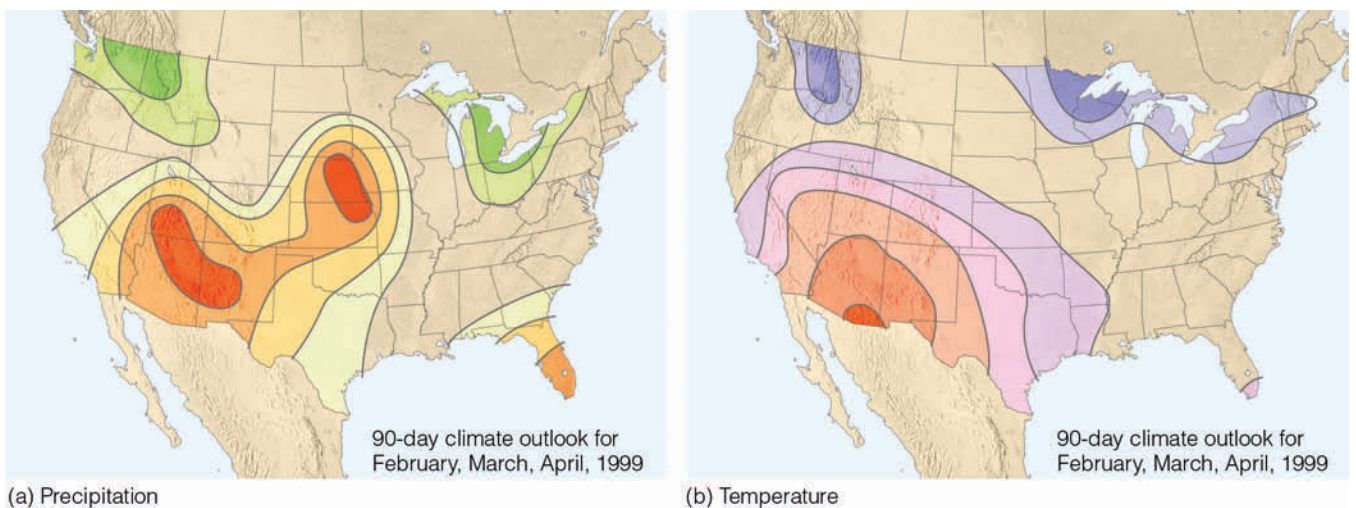 90-day climate outlook for
February, March, April, 1999
(a) Precipitation
90-day climate outlook for
February, March, April, 1999
(b) Temperature